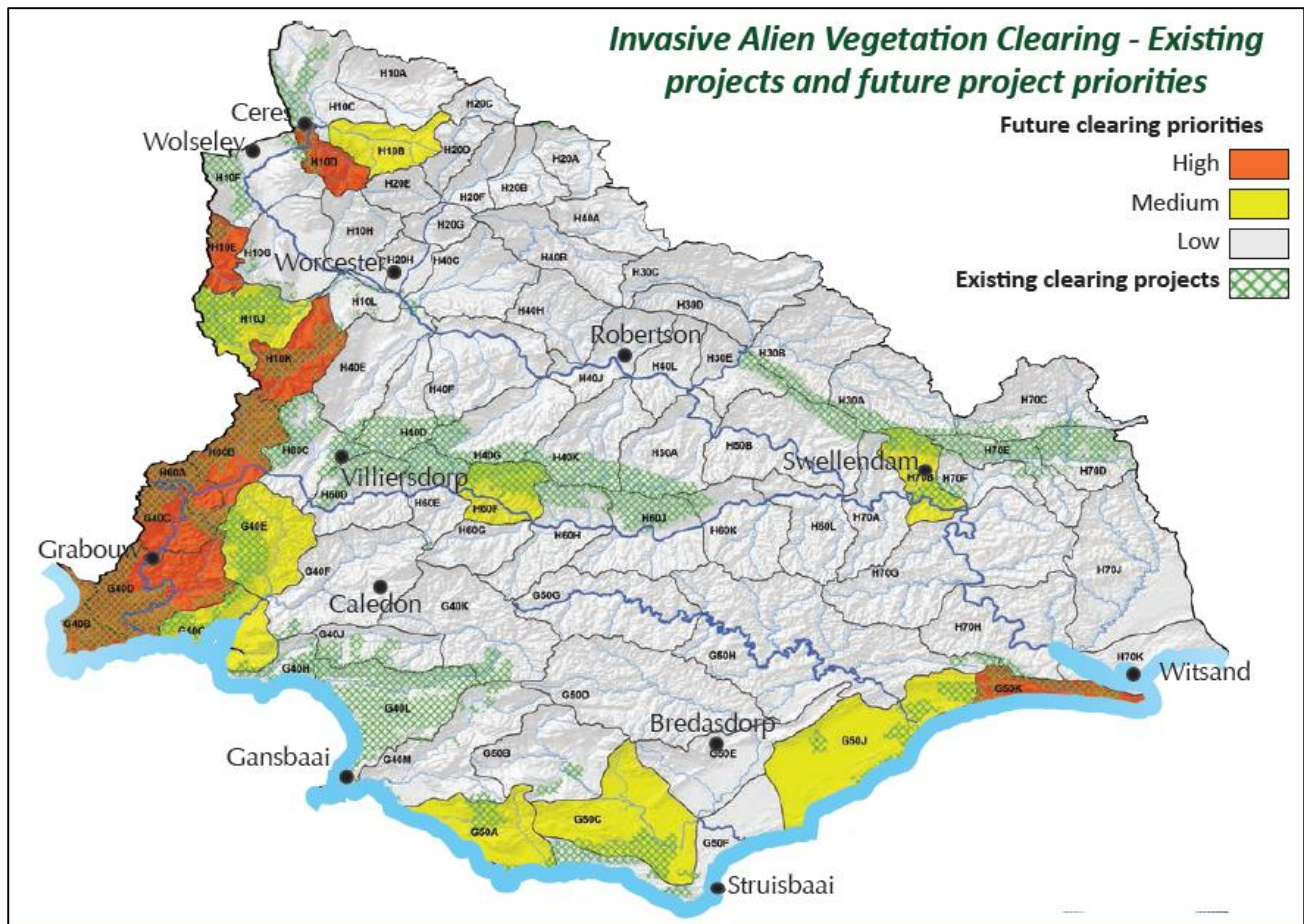 Invasive Alien Vegetation Clearing - Existing
projects and future project priorities
Future clearing priorities
High
Medium
Low
Existing clearing projects
H10A
H10C
H20C
Ceres
Wolseley
H10B
H20D
H10D
H20A
H10F
H20E
H20B
H20F
H40A
H20G
H10H
H10E
H10G
Worcester
H20H
H40C
H40B
H30C
H10L
H30D
H40H
H10J
Robertson
H10K
H40E
H30E
H30B
H40L
H40J
H40F
H30A
H70C
H40D
H60B
H60C
H40G
H40K
H50A
H50B
H70E
H60A
Villiersdorp
Swellendam
H70D
H70B
H70F
H60D
H60E
H60F
H60J
G40C
G40E
H60G
H60H
H60K
H60L
H70A
Grabouw
G40D
G40F
H70G
H70J
Caledon
G40K
G50G
G40B
G40G
G40J
H70H
G50H
G40H
H70K
Witsand
G50K
G40L
G50D
Bredasdorp
G50J
G50B
G50E
Gansbaai
G40M
G50A
G50C
G50F
Struisbaai